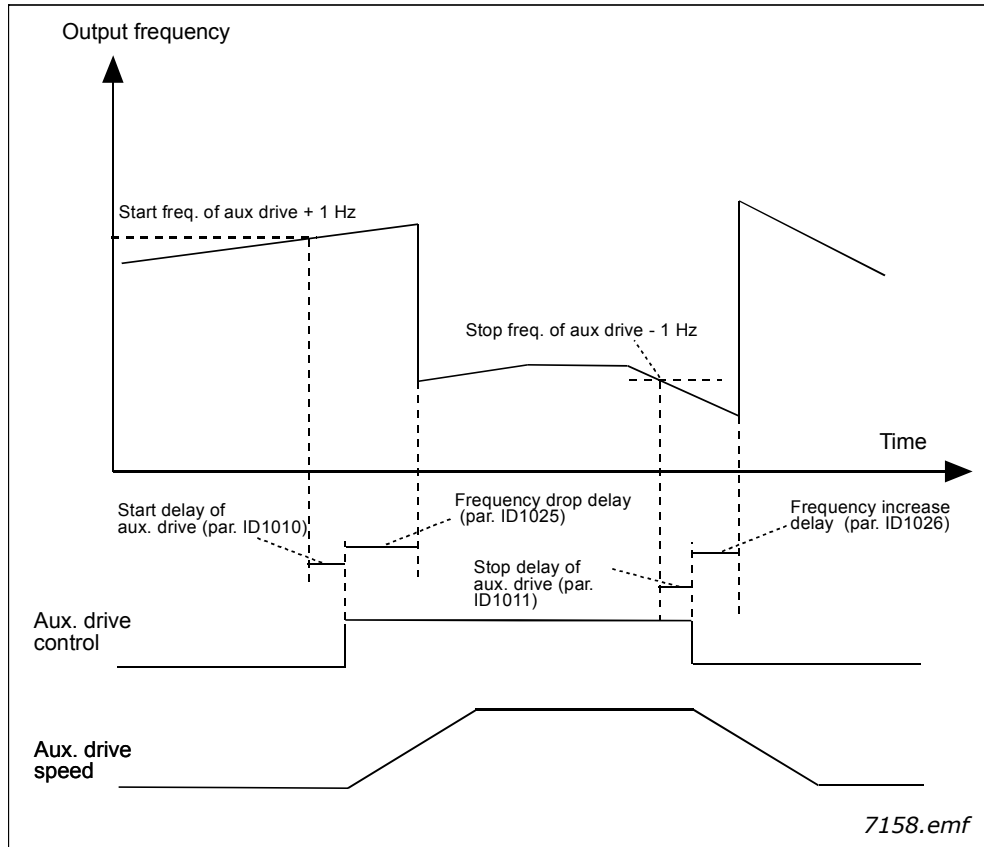 Output frequency
Start freq. of aux drive + 1 Hz
Stop freq. of aux drive - 1 Hz
Time
Start delay of
aux. drive (par. ID1010)
Frequency drop delay
(par. ID1025)
Frequency increase
delay (par. ID1026)
Stop delay of
aux. drive (par.
ID1011)
Aux. drive
control
Aux. drive
speed
7158.emf